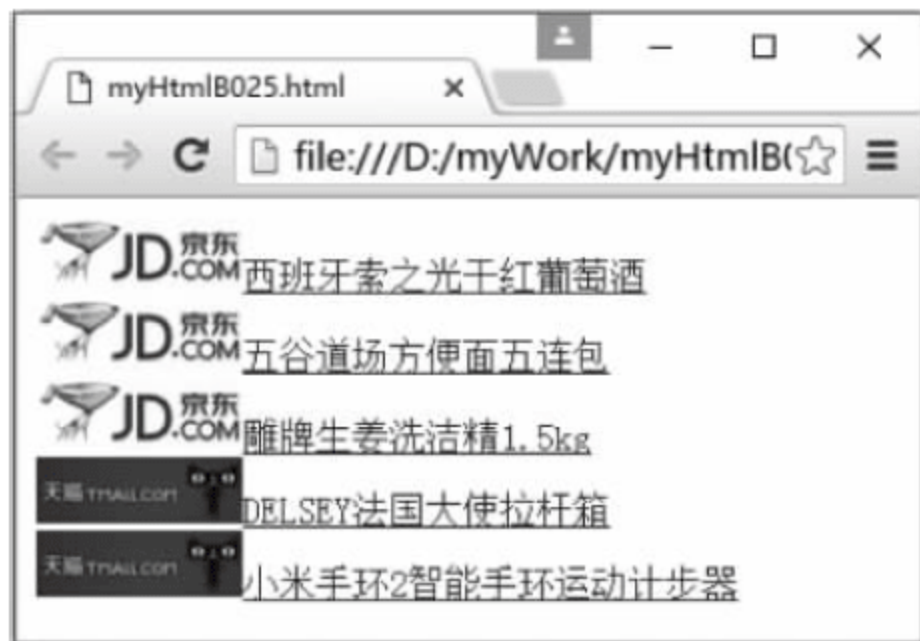 myHtmlB025.html
file:///D:/myWork/myHtmlB(
JD.COM 京东 西班牙索之光干红葡萄酒
JD.COM 京东 五谷道场方便面五连包
JD.COM 京东 雕牌生姜洗洁精1.5kg
天猫 TMALL.COM DELSEY法国大使拉杆箱
天猫 TMALL.COM 小米手环2智能手环运动计步器